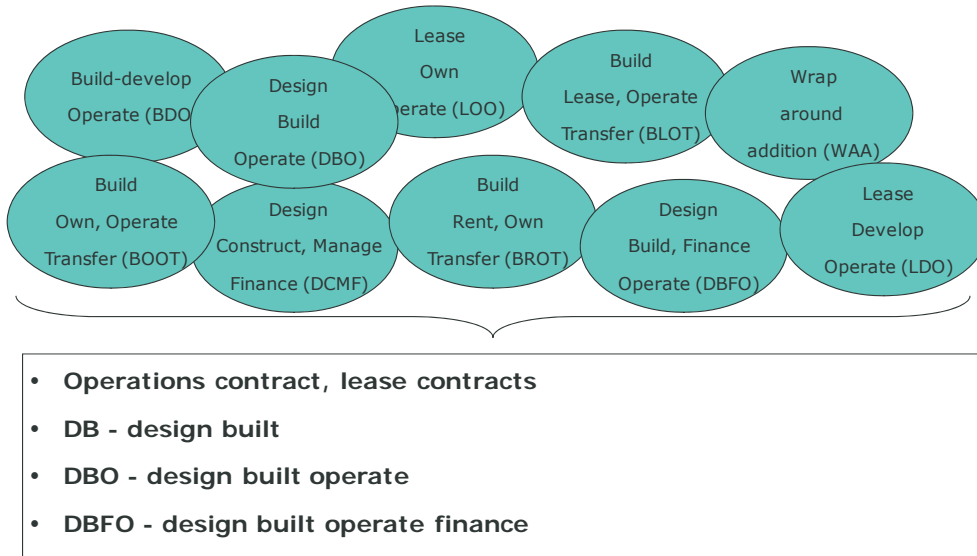 Build-develop
Operate (BDO
Design
Build
Operate (DBO)
Lease
Own
perate (LOO)
Build
Lease, Operate
Transfer (BLOT)
Wrap
around
addition (WAA)
Build
Own, Operate
Transfer (BOOT)
Design
Construct, Manage
Finance (DCMF)
Build
Rent, Own
Transfer (BROT)
Design
Build, Finance
Operate (DBFO)
Lease
Develop
Operate (LDO)
• Operations contract, lease contracts
• DB - design built
• DBO - design built operate
• DBFO - design built operate finance